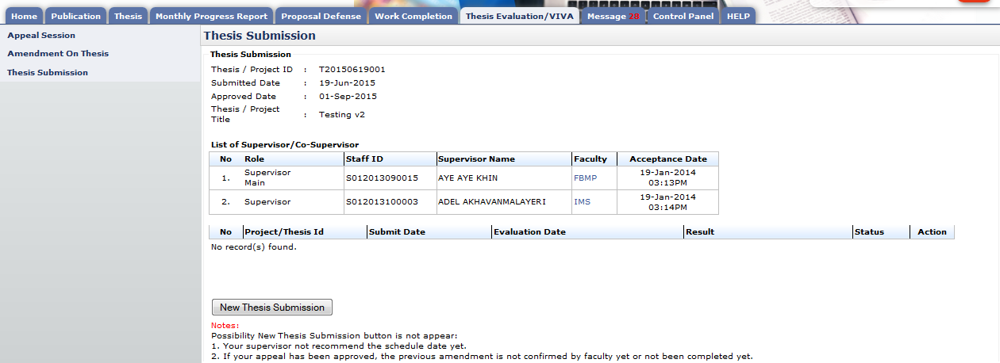 Home Publication Thesis Monthly Progress Report Proposal Defense Work Completion Thesis Evaluation/VIVA Message 28 Control Panel HELP
Appeal Session
Amendment On Thesis
Thesis Submission
Thesis Submission
Thesis Submission
Thesis / Project ID : T20150619001
Submitted Date : 19-Jun-2015
Approved Date : 01-Sep-2015
Thesis / Project
Title : Testing v2
List of Supervisor/Co-Supervisor
No Role Staff ID Supervisor Name Faculty Acceptance Date
1. Supervisor Main S012013090015 AYE AYE KHIN FBMP 19-Jan-2014 03:13PM
2. Supervisor S012013100003 ADEL AKHAVANMALAYERI IMS 19-Jan-2014 03:14PM
No Project/Thesis Id Submit Date Evaluation Date Result Status Action
No record(s) found.
New Thesis Submission
Notes:
Possibility New Thesis Submission button is not appear:
1. Your supervisor not recommend the schedule date yet.
2. If your appeal has been approved, the previous amendment is not confirmed by faculty yet or not been completed yet.